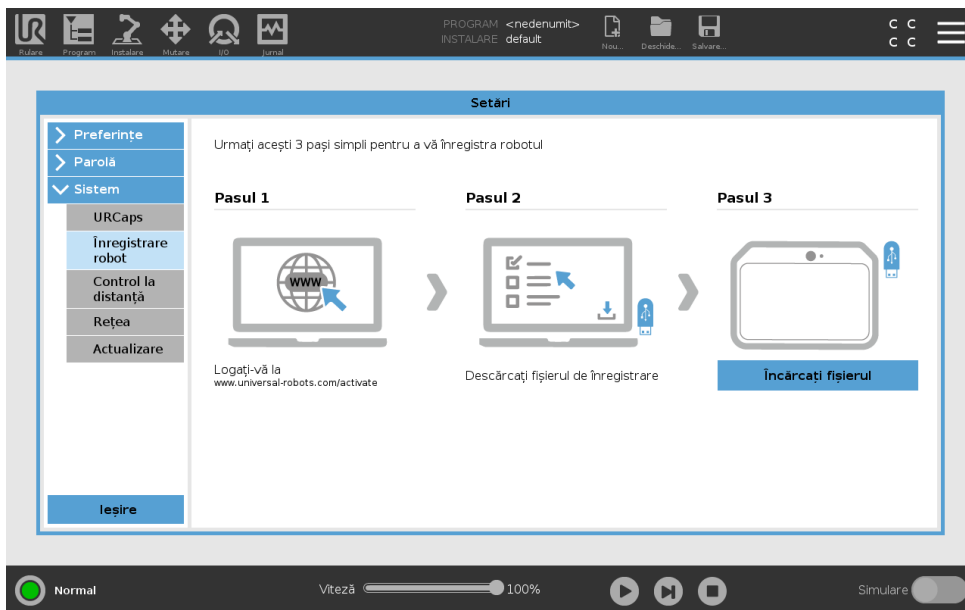 UR
PROGRAM <nedenumit>
INSTALARE default
C C
C C
Rulare Program Instalare Mutare I/O Jurnal Nou... Deschide... Salvare...
Setări
Preferințe
Parolă
Sistem
URCaps
Înregistrare
robot
Control la
distanță
Rețea
Actualizare
Ieșire
Urmați acești 3 pași simpli pentru a vă înregistra robotul
Pasul 1
WWW
Logați-vă la
www.universal-robots.com/activate
Pasul 2
Descărcați fișierul de înregistrare
Pasul 3
Încărcați fișierul
Normal
Viteză 100%
Simulare